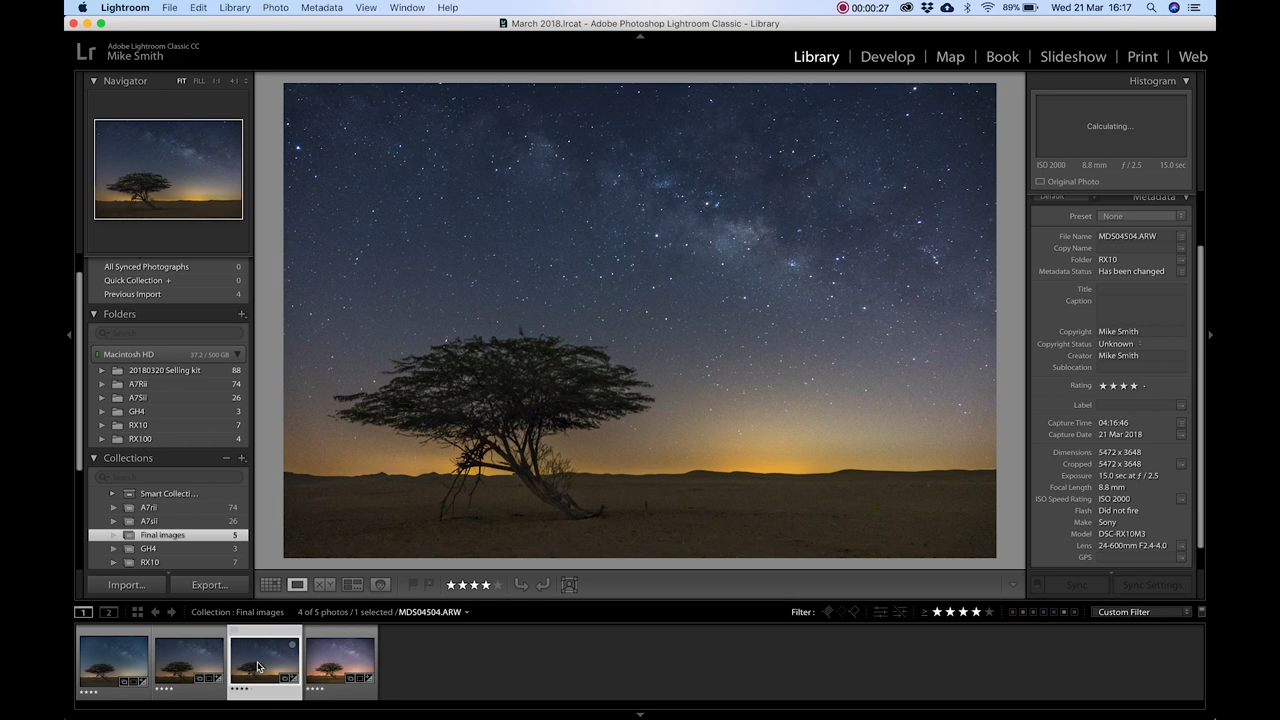 Lightroom File Edit Library Photo Metadata View Window Help 00:00:27 89% Wed 21 Mar 16:17
March 2018.lrcat - Adobe Photoshop Lightroom Classic - Library
Lr Adobe Lightroom Classic CC
Mike Smith
Library | Develop | Map | Book | Slideshow | Print | Web
Navigator FIT FILL 1:1 4:1
All Synced Photographs 0
Quick Collection + 0
Previous Import 4
Folders +
Search
Macintosh HD 37.2 / 500 GB
20180320 Selling kit 88
A7Rii 74
A7Sii 26
GH4 3
RX10 7
RX100 4
Collections − +
Search
Smart Collecti...
A7rii 74
A7sii 26
Final images 5
GH4 3
RX10 7
Import... Export...
Histogram
Calculating...
ISO 2000 8.8 mm ƒ / 2.5 15.0 sec
Original Photo
Default Metadata
Preset None
File Name MDS04504.ARW
Copy Name
Folder RX10
Metadata Status Has been changed
Title
Caption
Copyright Mike Smith
Copyright Status Unknown
Creator Mike Smith
Sublocation
Rating ★★★★ ·
Label
Capture Time 04:16:46
Capture Date 21 Mar 2018
Dimensions 5472 x 3648
Cropped 5472 x 3648
Exposure 15.0 sec at ƒ / 2.5
Focal Length 8.8 mm
ISO Speed Rating ISO 2000
Flash Did not fire
Make Sony
Model DSC-RX10M3
Lens 24-600mm F2.4-4.0
GPS
Sync Sync Settings
XY ★★★★
1 2 Collection : Final images 4 of 5 photos / 1 selected / MDS04504.ARW Filter : ≥ ★★★★★ Custom Filter
★★★★ ★★★★ ★★★★ ★★★★